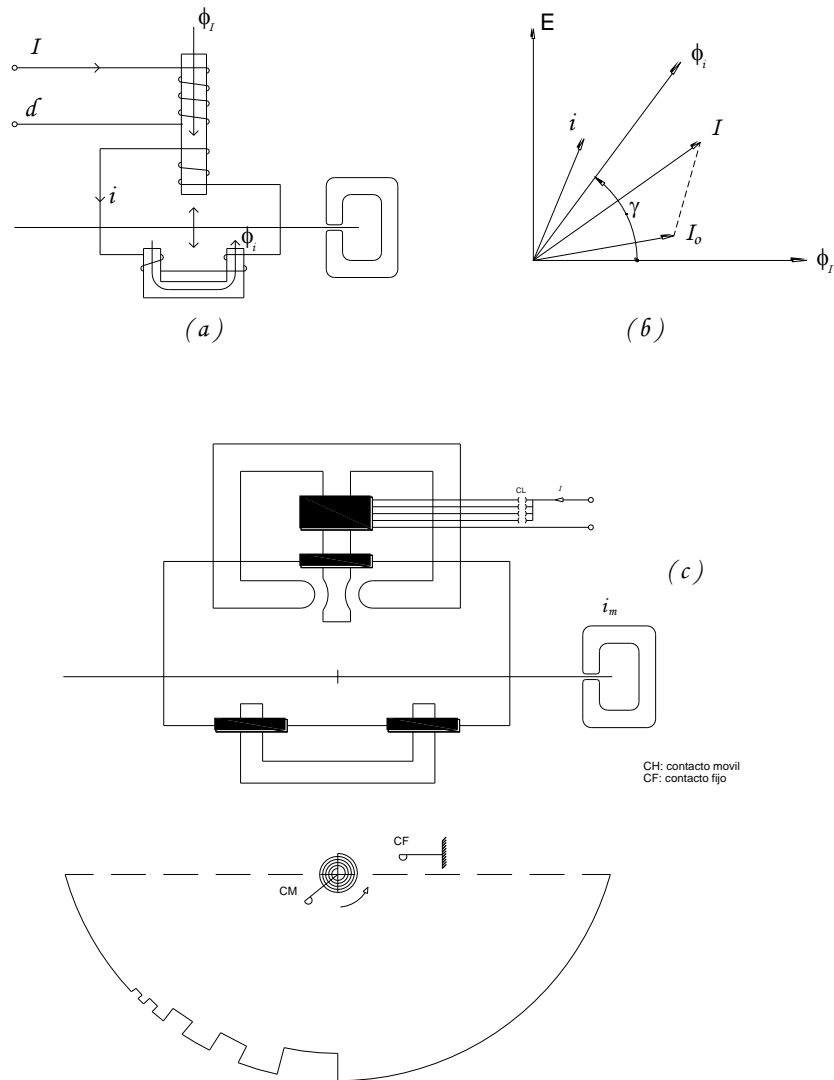 ϕI
I
d
i
ϕi
(a)
E
ϕi
i
I
γ
Io
ϕI
(b)
CL
I
(c)
im
CH: contacto movil
CF: contacto fijo
CF
CM